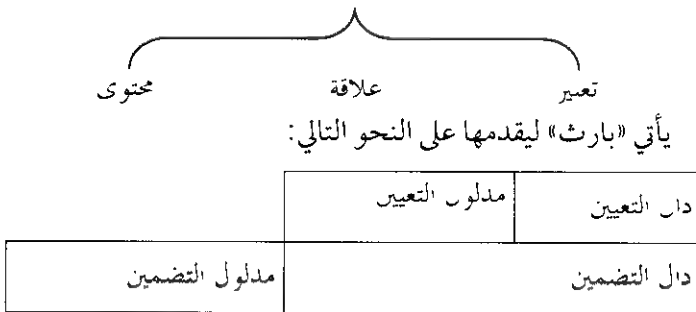 تعبير علاقة محتوى
يأتي «بارث» ليقدمها على النحو التالي:
دال التعيين مدلول التعيين
دال التضمين مدلول التضمين